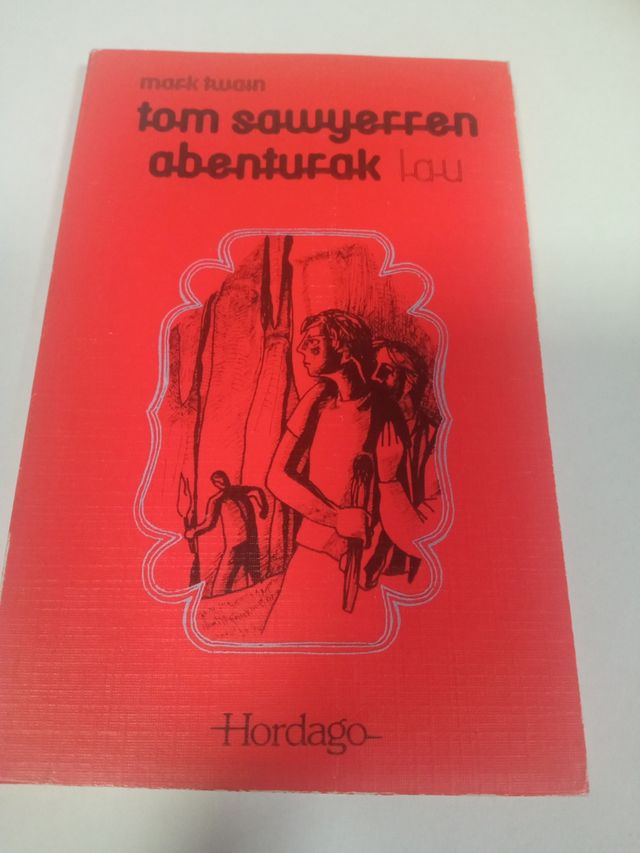 mark twain
tom sawyerren
abenturak lau
Hordago